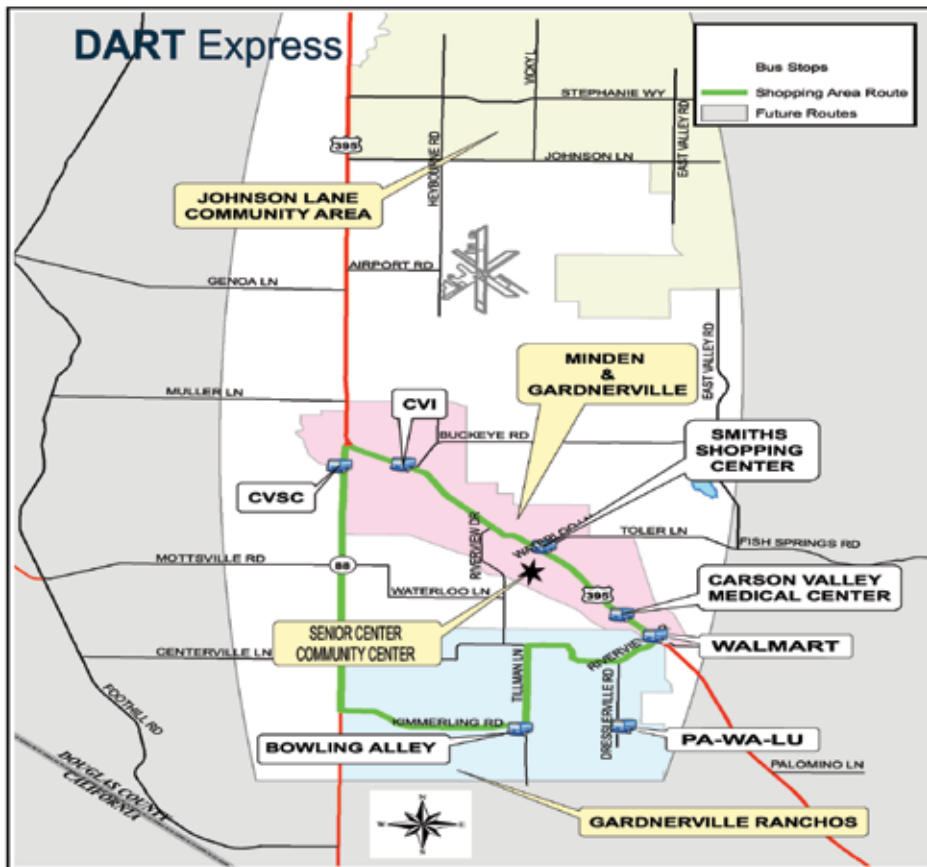 DART Express
Bus Stops
Shopping Area Route
Future Routes
VICKY L
STEPHANIE WY
HEYBOURNE RD
EAST VALLEY RD
395
JOHNSON LN
JOHNSON LANE
COMMUNITY AREA
AIRPORT RD
GENOA LN
EAST VALLEY RD
MINDEN
&
GARDNERVILLE
MULLER LN
CVI
BUCKEYE RD
SMITHS
SHOPPING
CENTER
CVSC
RIVERVIEW DR
WATERLOO LN
TOLER LN
FISH SPRINGS RD
MOTTSVILLE RD
88
WATERLOO LN
395
CARSON VALLEY
MEDICAL CENTER
SENIOR CENTER
COMMUNITY CENTER
CENTERVILLE LN
TILLMAN LN
WALMART
FOOTHILL RD
KIMMERLING RD
DRESSLERVILLE RD
BOWLING ALLEY
PA-WA-LU
PALOMINO LN
DOUGLAS COUNTY
CALIFORNIA
N
W
E
S
GARDNERVILLE RANCHOS